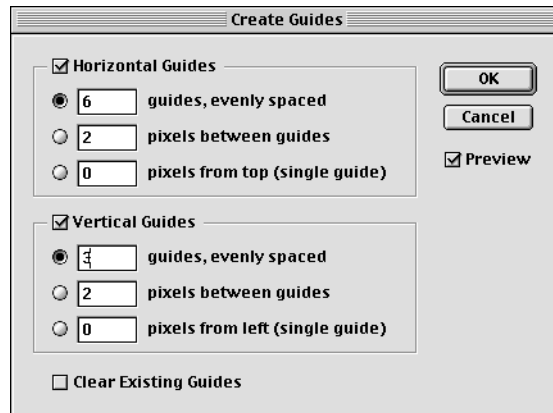 Create Guides
Horizontal Guides
6 guides, evenly spaced
2 pixels between guides
0 pixels from top (single guide)
OK
Cancel
Preview
Vertical Guides
3 guides, evenly spaced
2 pixels between guides
0 pixels from left (single guide)
Clear Existing Guides